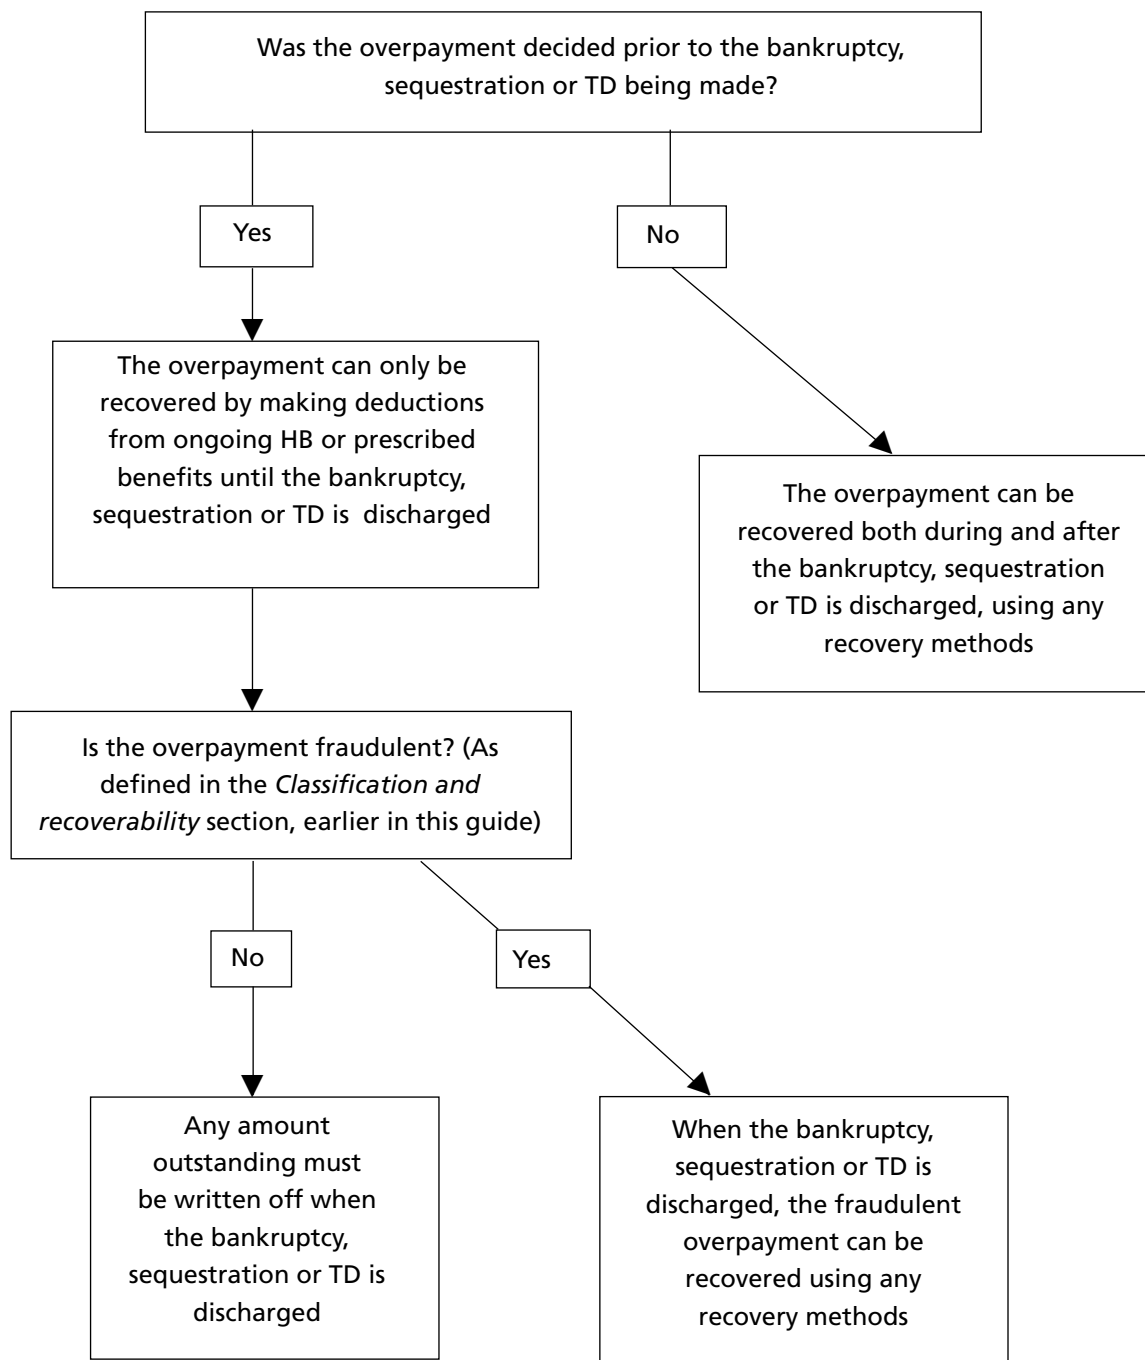 Was the overpayment decided prior to the bankruptcy,
sequestration or TD being made?
Yes
No
The overpayment can only be
recovered by making deductions
from ongoing HB or prescribed
benefits until the bankruptcy,
sequestration or TD is discharged
The overpayment can be
recovered both during and after
the bankruptcy, sequestration
or TD is discharged, using any
recovery methods
Is the overpayment fraudulent? (As
defined in the Classification and
recoverability section, earlier in this guide)
No
Yes
Any amount
outstanding must
be written off when
the bankruptcy,
sequestration or TD is
discharged
When the bankruptcy,
sequestration or TD is
discharged, the fraudulent
overpayment can be
recovered using any
recovery methods